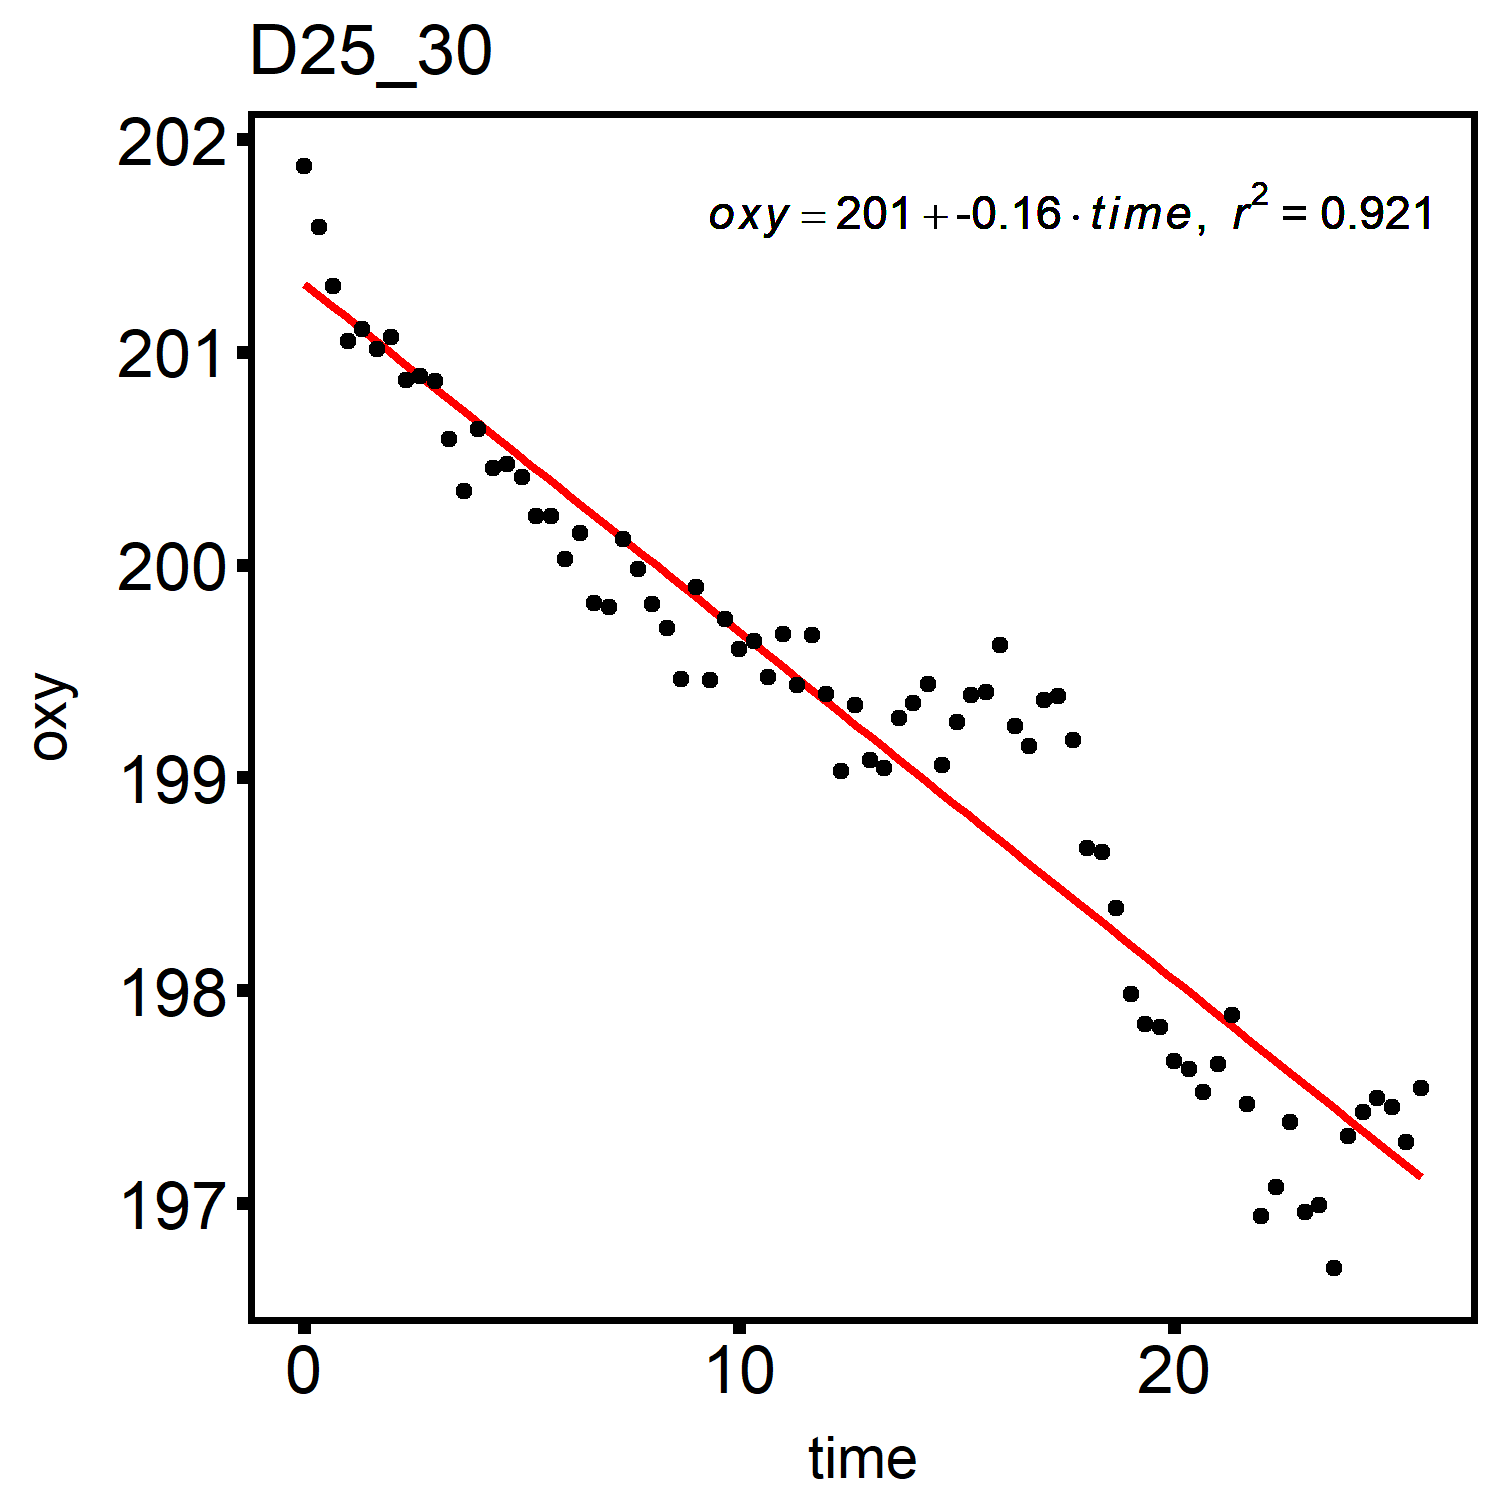 D25_30
oxy = 201 + -0.16 · time, r² = 0.921
202
201
200
199
198
197
oxy
0 10 20
time